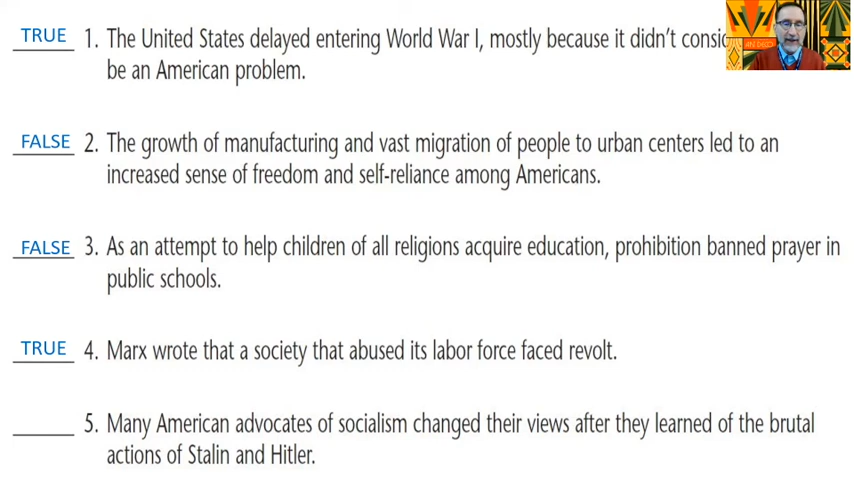 TRUE 1. The United States delayed entering World War I, mostly because it didn't
be an American problem.
FALSE 2. The growth of manufacturing and vast migration of people to urban centers led to an
increased sense of freedom and self-reliance among Americans.
FALSE 3. As an attempt to help children of all religions acquire education, prohibition banned prayer in
public schools.
TRUE 4. Marx wrote that a society that abused its labor force faced revolt.
5. Many American advocates of socialism changed their views after they learned of the brutal
actions of Stalin and Hitler.